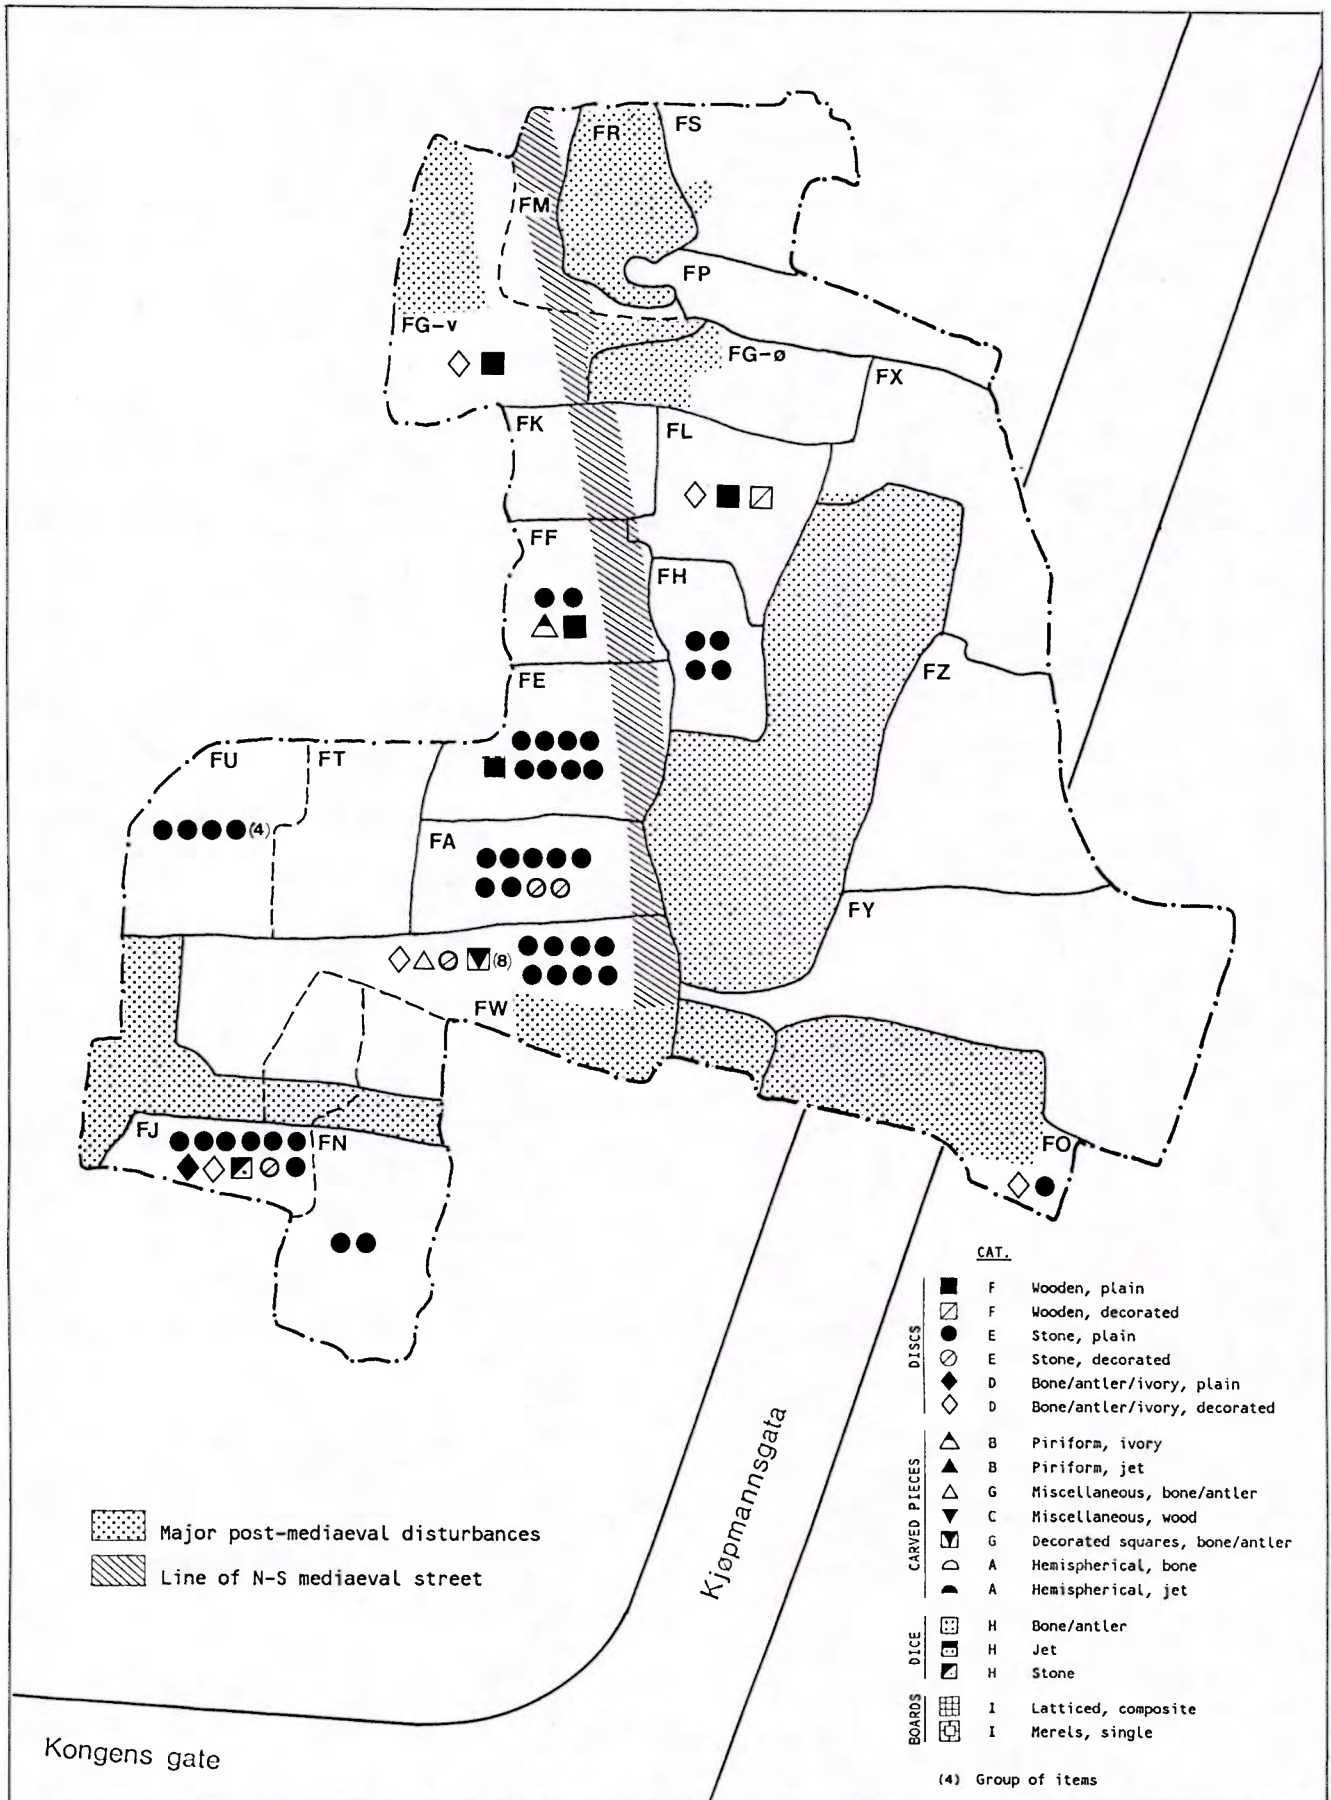 FR
FS
FM
FP
FG-v
FG-ø
FX
FK
FL
FF
FH
FE
FZ
FU
FT
(4)
FA
FY
(8)
FW
FJ
FN
FO
CAT.
DISCS
F Wooden, plain
F Wooden, decorated
E Stone, plain
E Stone, decorated
D Bone/antler/ivory, plain
D Bone/antler/ivory, decorated
CARVED PIECES
B Piriform, ivory
B Piriform, jet
G Miscellaneous, bone/antler
C Miscellaneous, wood
G Decorated squares, bone/antler
A Hemispherical, bone
A Hemispherical, jet
DICE
H Bone/antler
H Jet
H Stone
BOARDS
I Latticed, composite
I Merels, single
(4) Group of items
Major post-mediaeval disturbances
Line of N-S mediaeval street
Kjøpmannsgata
Kongens gate